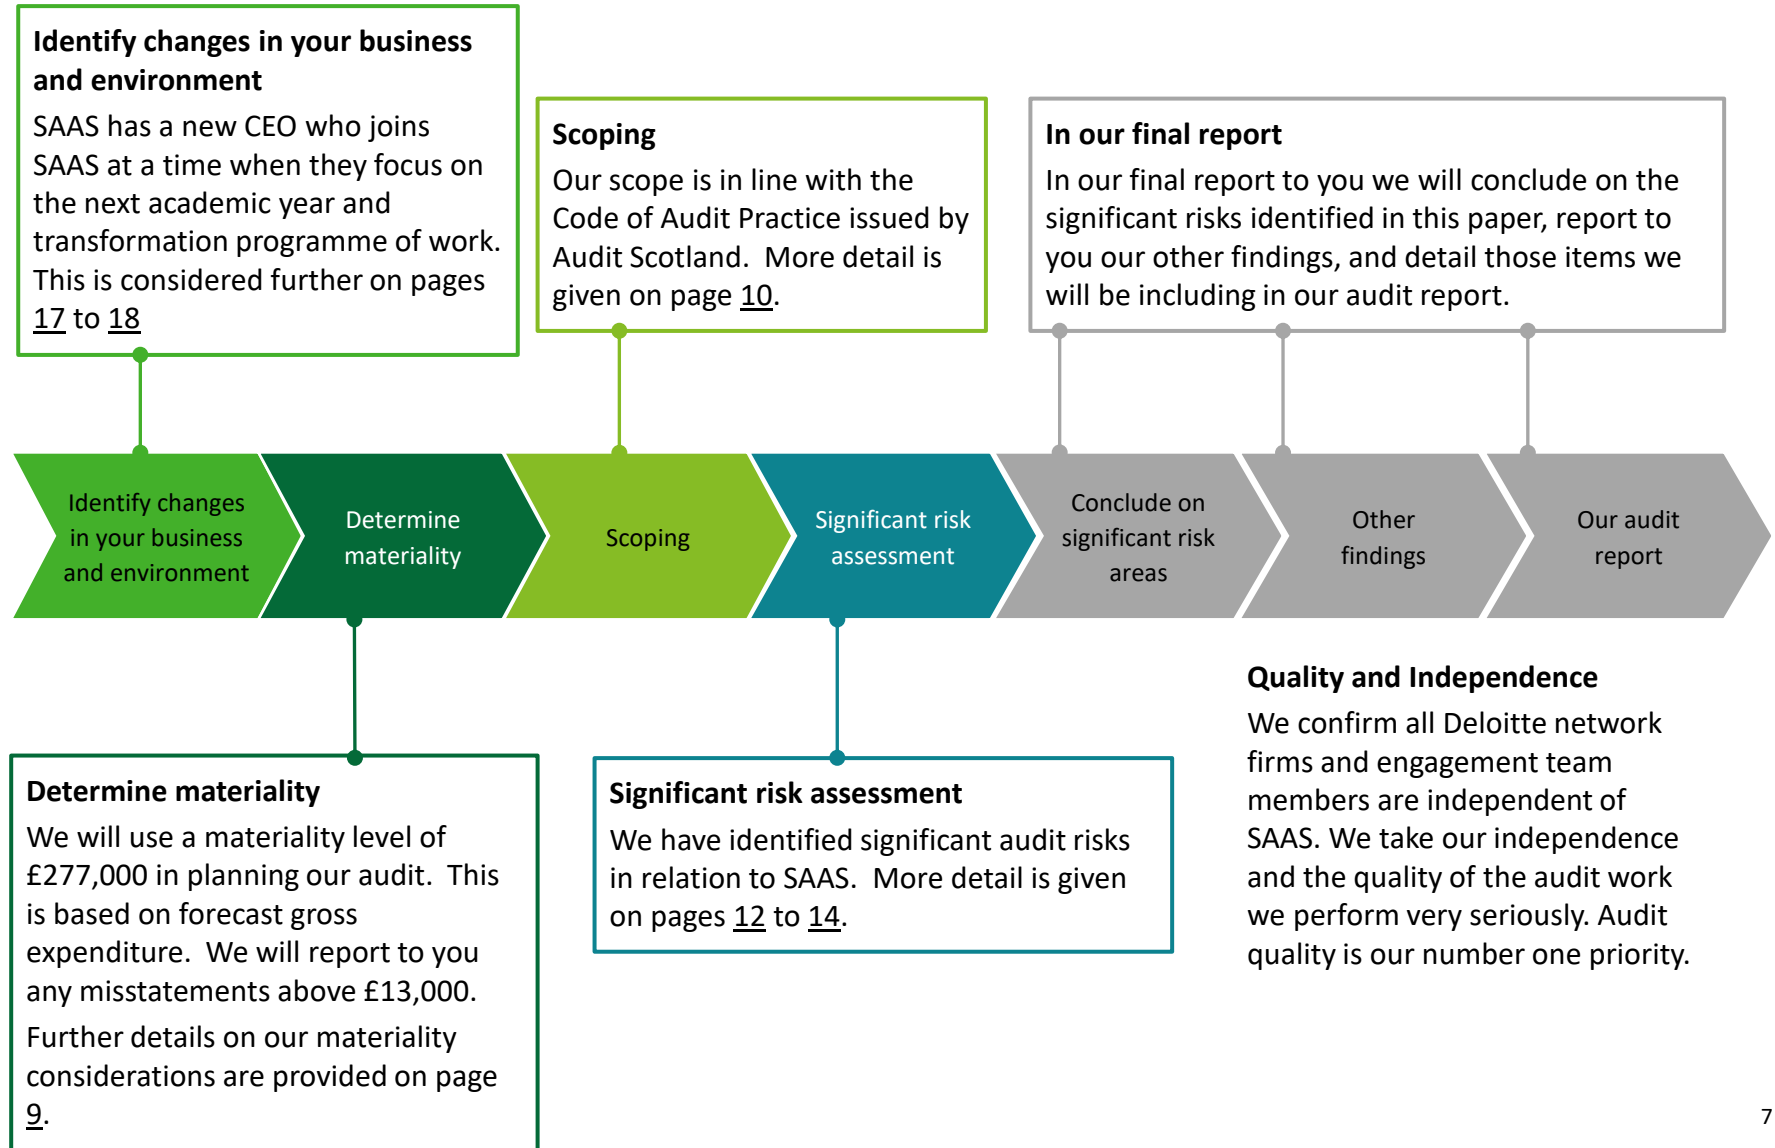 Identify changes in your business
and environment
SAAS has a new CEO who joins
SAAS at a time when they focus on
the next academic year and
transformation programme of work.
This is considered further on pages
17 to 18
Scoping
Our scope is in line with the
Code of Audit Practice issued by
Audit Scotland.  More detail is
given on page 10.
In our final report
In our final report to you we will conclude on the
significant risks identified in this paper, report to
you our other findings, and detail those items we
will be including in our audit report.
Identify changes
in your business
and environment
Determine
materiality
Scoping
Significant risk
assessment
Conclude on
significant risk
areas
Other
findings
Our audit
report
Determine materiality
We will use a materiality level of
£277,000 in planning our audit.  This
is based on forecast gross
expenditure.  We will report to you
any misstatements above £13,000.
Further details on our materiality
considerations are provided on page
9.
Significant risk assessment
We have identified significant audit risks
in relation to SAAS.  More detail is given
on pages 12 to 14.
Quality and Independence
We confirm all Deloitte network
firms and engagement team
members are independent of
SAAS. We take our independence
and the quality of the audit work
we perform very seriously. Audit
quality is our number one priority.
7